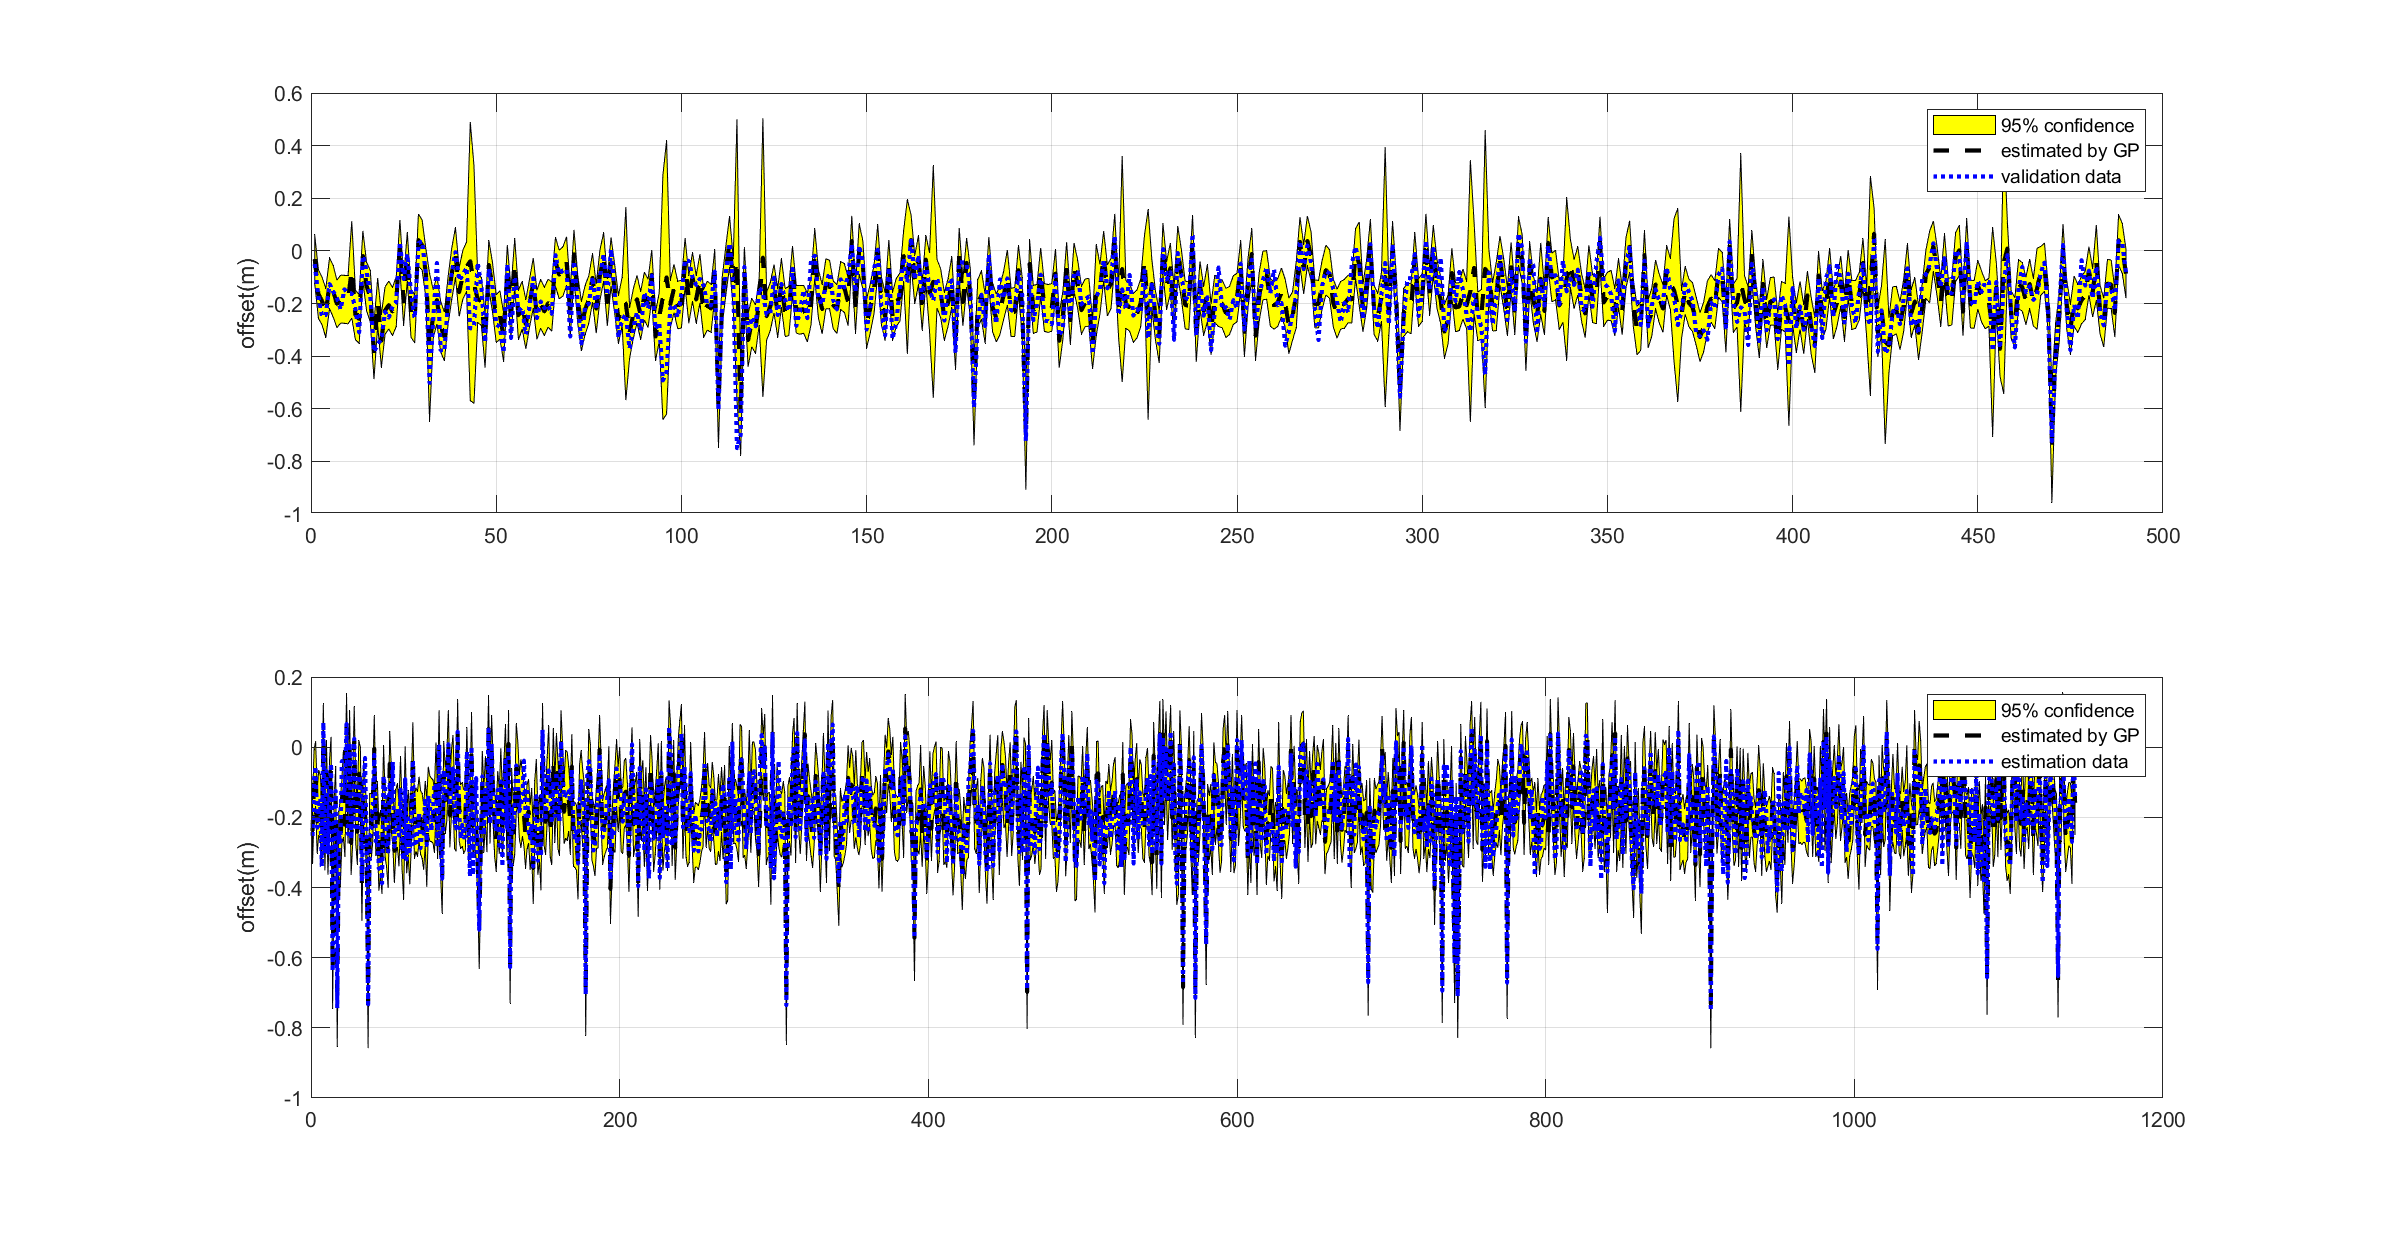 0.6
0.4
0.2
0
-0.2
-0.4
-0.6
-0.8
-1
offset(m)
0 50 100 150 200 250 300 350 400 450 500
95% confidence
estimated by GP
validation data
0.2
0
-0.2
-0.4
-0.6
-0.8
-1
offset(m)
0 200 400 600 800 1000 1200
95% confidence
estimated by GP
estimation data